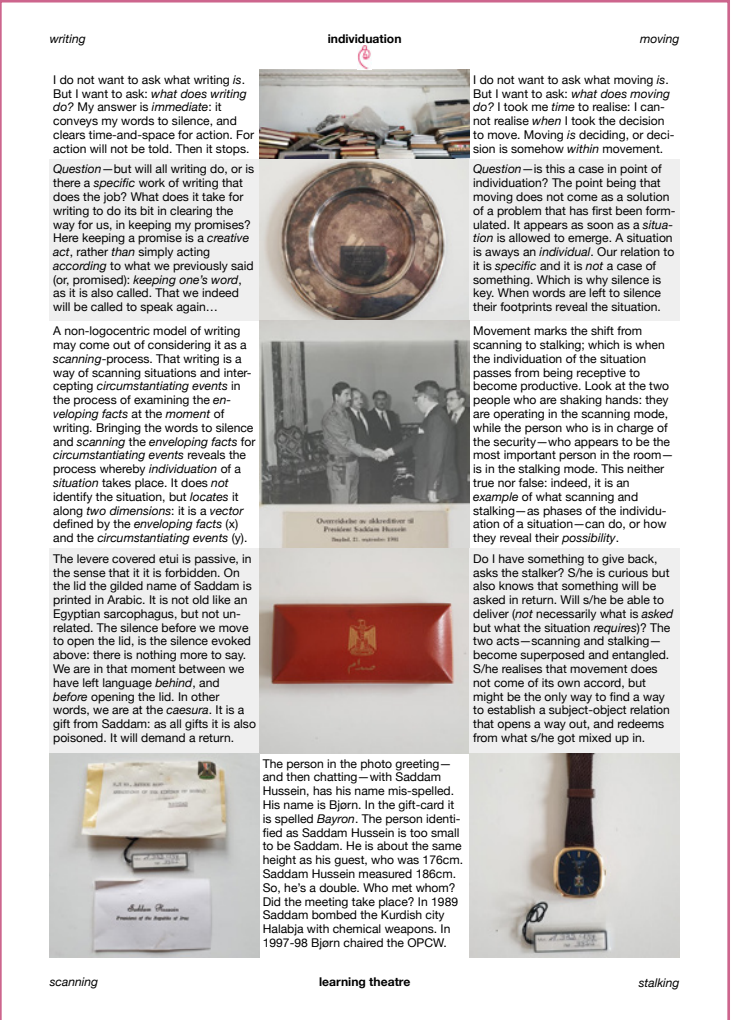 writing
individuation
moving
I do not want to ask what writing is.
But I want to ask: what does writing
do? My answer is immediate: it
conveys my words to silence, and
clears time-and-space for action. For
action will not be told. Then it stops.
I do not want to ask what moving is.
But I want to ask: what does moving
do? I took me time to realise: I can-
not realise when I took the decision
to move. Moving is deciding, or deci-
sion is somehow within movement.
Question—but will all writing do, or is
there a specific work of writing that
does the job? What does it take for
writing to do its bit in clearing the
way for us, in keeping my promises?
Here keeping a promise is a creative
act, rather than simply acting
according to what we previously said
(or, promised): keeping one's word,
as it is also called. That we indeed
will be called to speak again…
Question—is this a case in point of
individuation? The point being that
moving does not come as a solution
of a problem that has first been form-
ulated. It appears as soon as a situa-
tion is allowed to emerge. A situation
is aways an individual. Our relation to
it is specific and it is not a case of
something. Which is why silence is
key. When words are left to silence
their footprints reveal the situation.
A non-logocentric model of writing
may come out of considering it as a
scanning-process. That writing is a
way of scanning situations and inter-
cepting circumstantiating events in
the process of examining the en-
veloping facts at the moment of
writing. Bringing the words to silence
and scanning the enveloping facts for
circumstantiating events reveals the
process whereby individuation of a
situation takes place. It does not
identify the situation, but locates it
along two dimensions: it is a vector
defined by the enveloping facts (x)
and the circumstantiating events (y).
Overrekkelse av akkreditiver til
President Saddam Hussein
Bagdad, 21. september 1981
Movement marks the shift from
scanning to stalking; which is when
the individuation of the situation
passes from being receptive to
become productive. Look at the two
people who are shaking hands: they
are operating in the scanning mode,
while the person who is in charge of
the security—who appears to be the
most important person in the room—
is in the stalking mode. This neither
true nor false: indeed, it is an
example of what scanning and
stalking—as phases of the individu-
ation of a situation—can do, or how
they reveal their possibility.
The levere covered etui is passive, in
the sense that it it is forbidden. On
the lid the gilded name of Saddam is
printed in Arabic. It is not old like an
Egyptian sarcophagus, but not un-
related. The silence before we move
to open the lid, is the silence evoked
above: there is nothing more to say.
We are in that moment between we
have left language behind, and
before opening the lid. In other
words, we are at the caesura. It is a
gift from Saddam: as all gifts it is also
poisoned. It will demand a return.
صدام
Do I have something to give back,
asks the stalker? S/he is curious but
also knows that something will be
asked in return. Will s/he be able to
deliver (not necessarily what is asked
but what the situation requires)? The
two acts—scanning and stalking—
become superposed and entangled.
S/he realises that movement does
not come of its own accord, but
might be the only way to find a way
to establish a subject-object relation
that opens a way out, and redeems
from what s/he got mixed up in.
Saddam Hussein
President of the Republic of Iraq
The person in the photo greeting—
and then chatting—with Saddam
Hussein, has his name mis-spelled.
His name is Bjørn. In the gift-card it
is spelled Bayron. The person identi-
fied as Saddam Hussein is too small
to be Saddam. He is about the same
height as his guest, who was 176cm.
Saddam Hussein measured 186cm.
So, he's a double. Who met whom?
Did the meeting take place? In 1989
Saddam bombed the Kurdish city
Halabja with chemical weapons. In
1997-98 Bjørn chaired the OPCW.
scanning
learning theatre
stalking